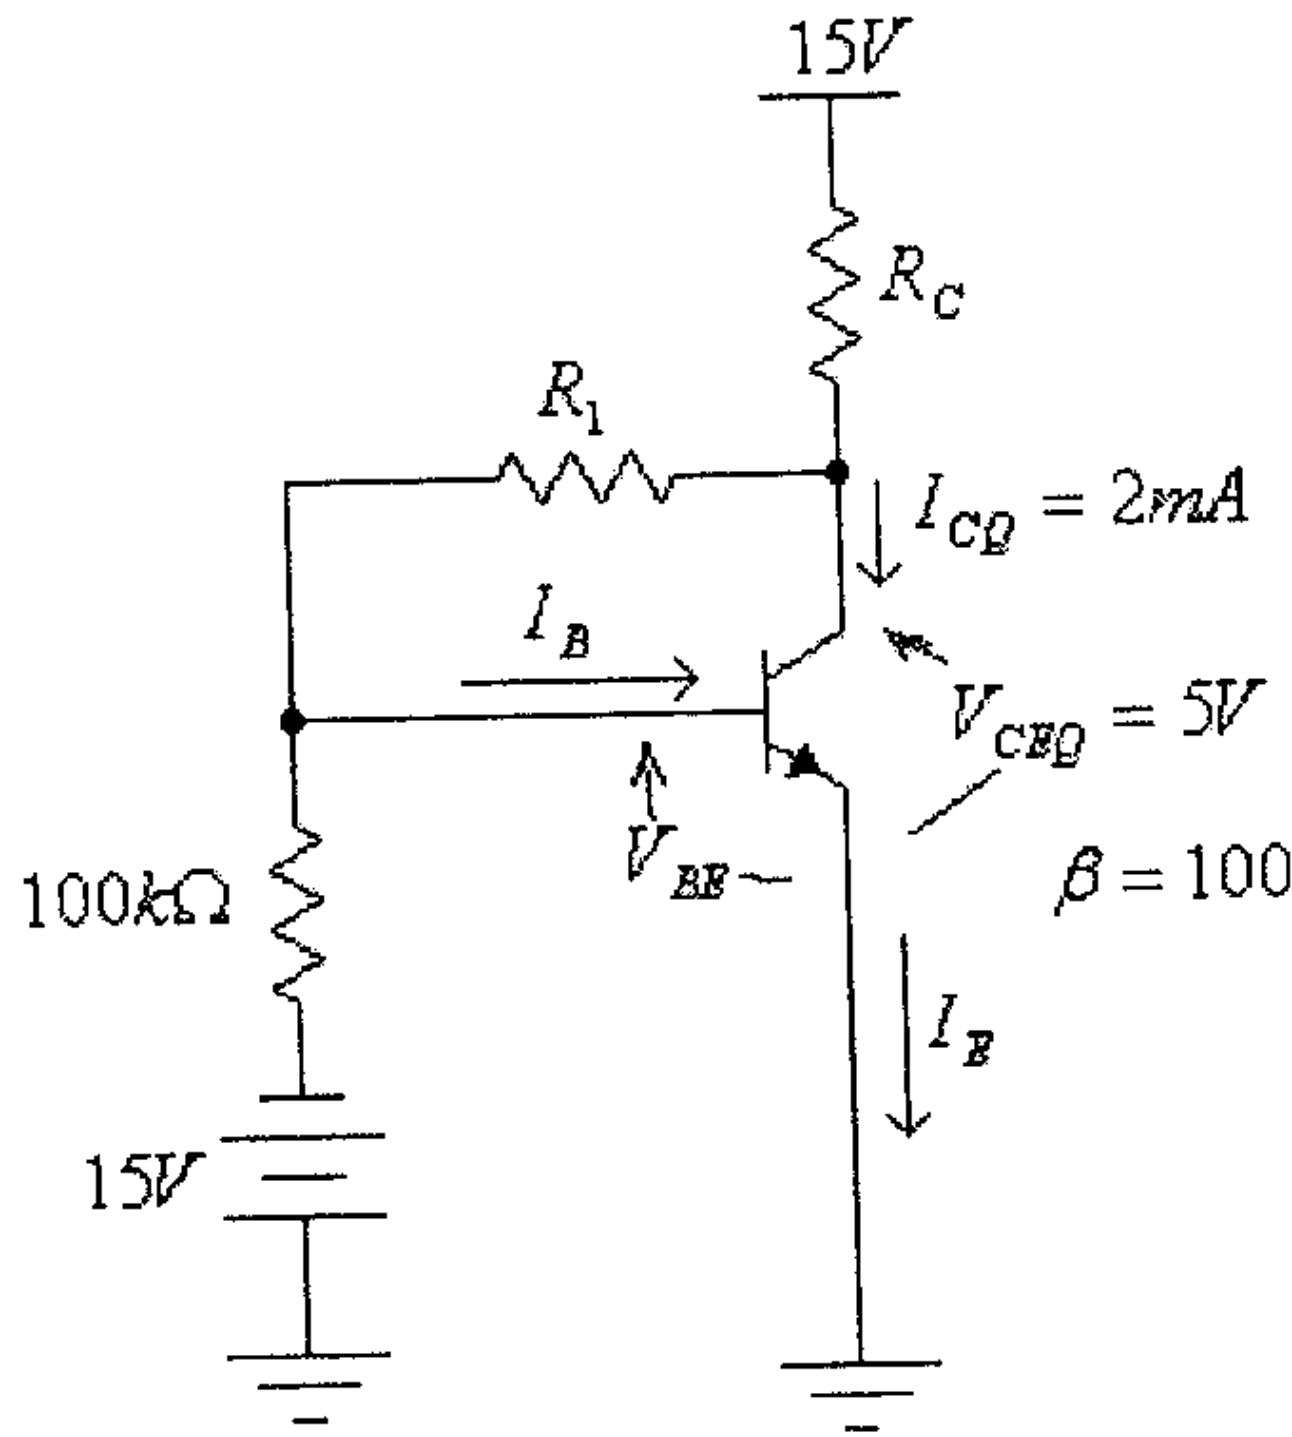 15V
R_C
R_1
I_CQ = 2mA
I_B
V_CEQ = 5V
V_BE
100kΩ
β = 100
I_E
15V